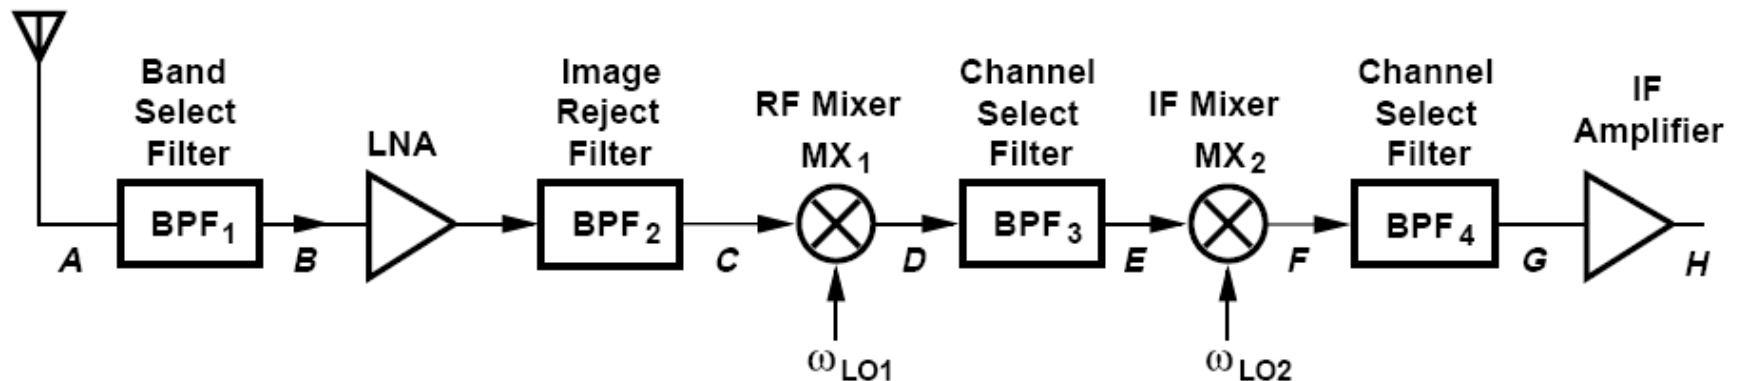 Band
Select
Filter
LNA
Image
Reject
Filter
RF Mixer
MX1
Channel
Select
Filter
IF Mixer
MX2
Channel
Select
Filter
IF
Amplifier
BPF1
BPF2
BPF3
BPF4
A
B
C
D
E
F
G
H
ωLO1
ωLO2